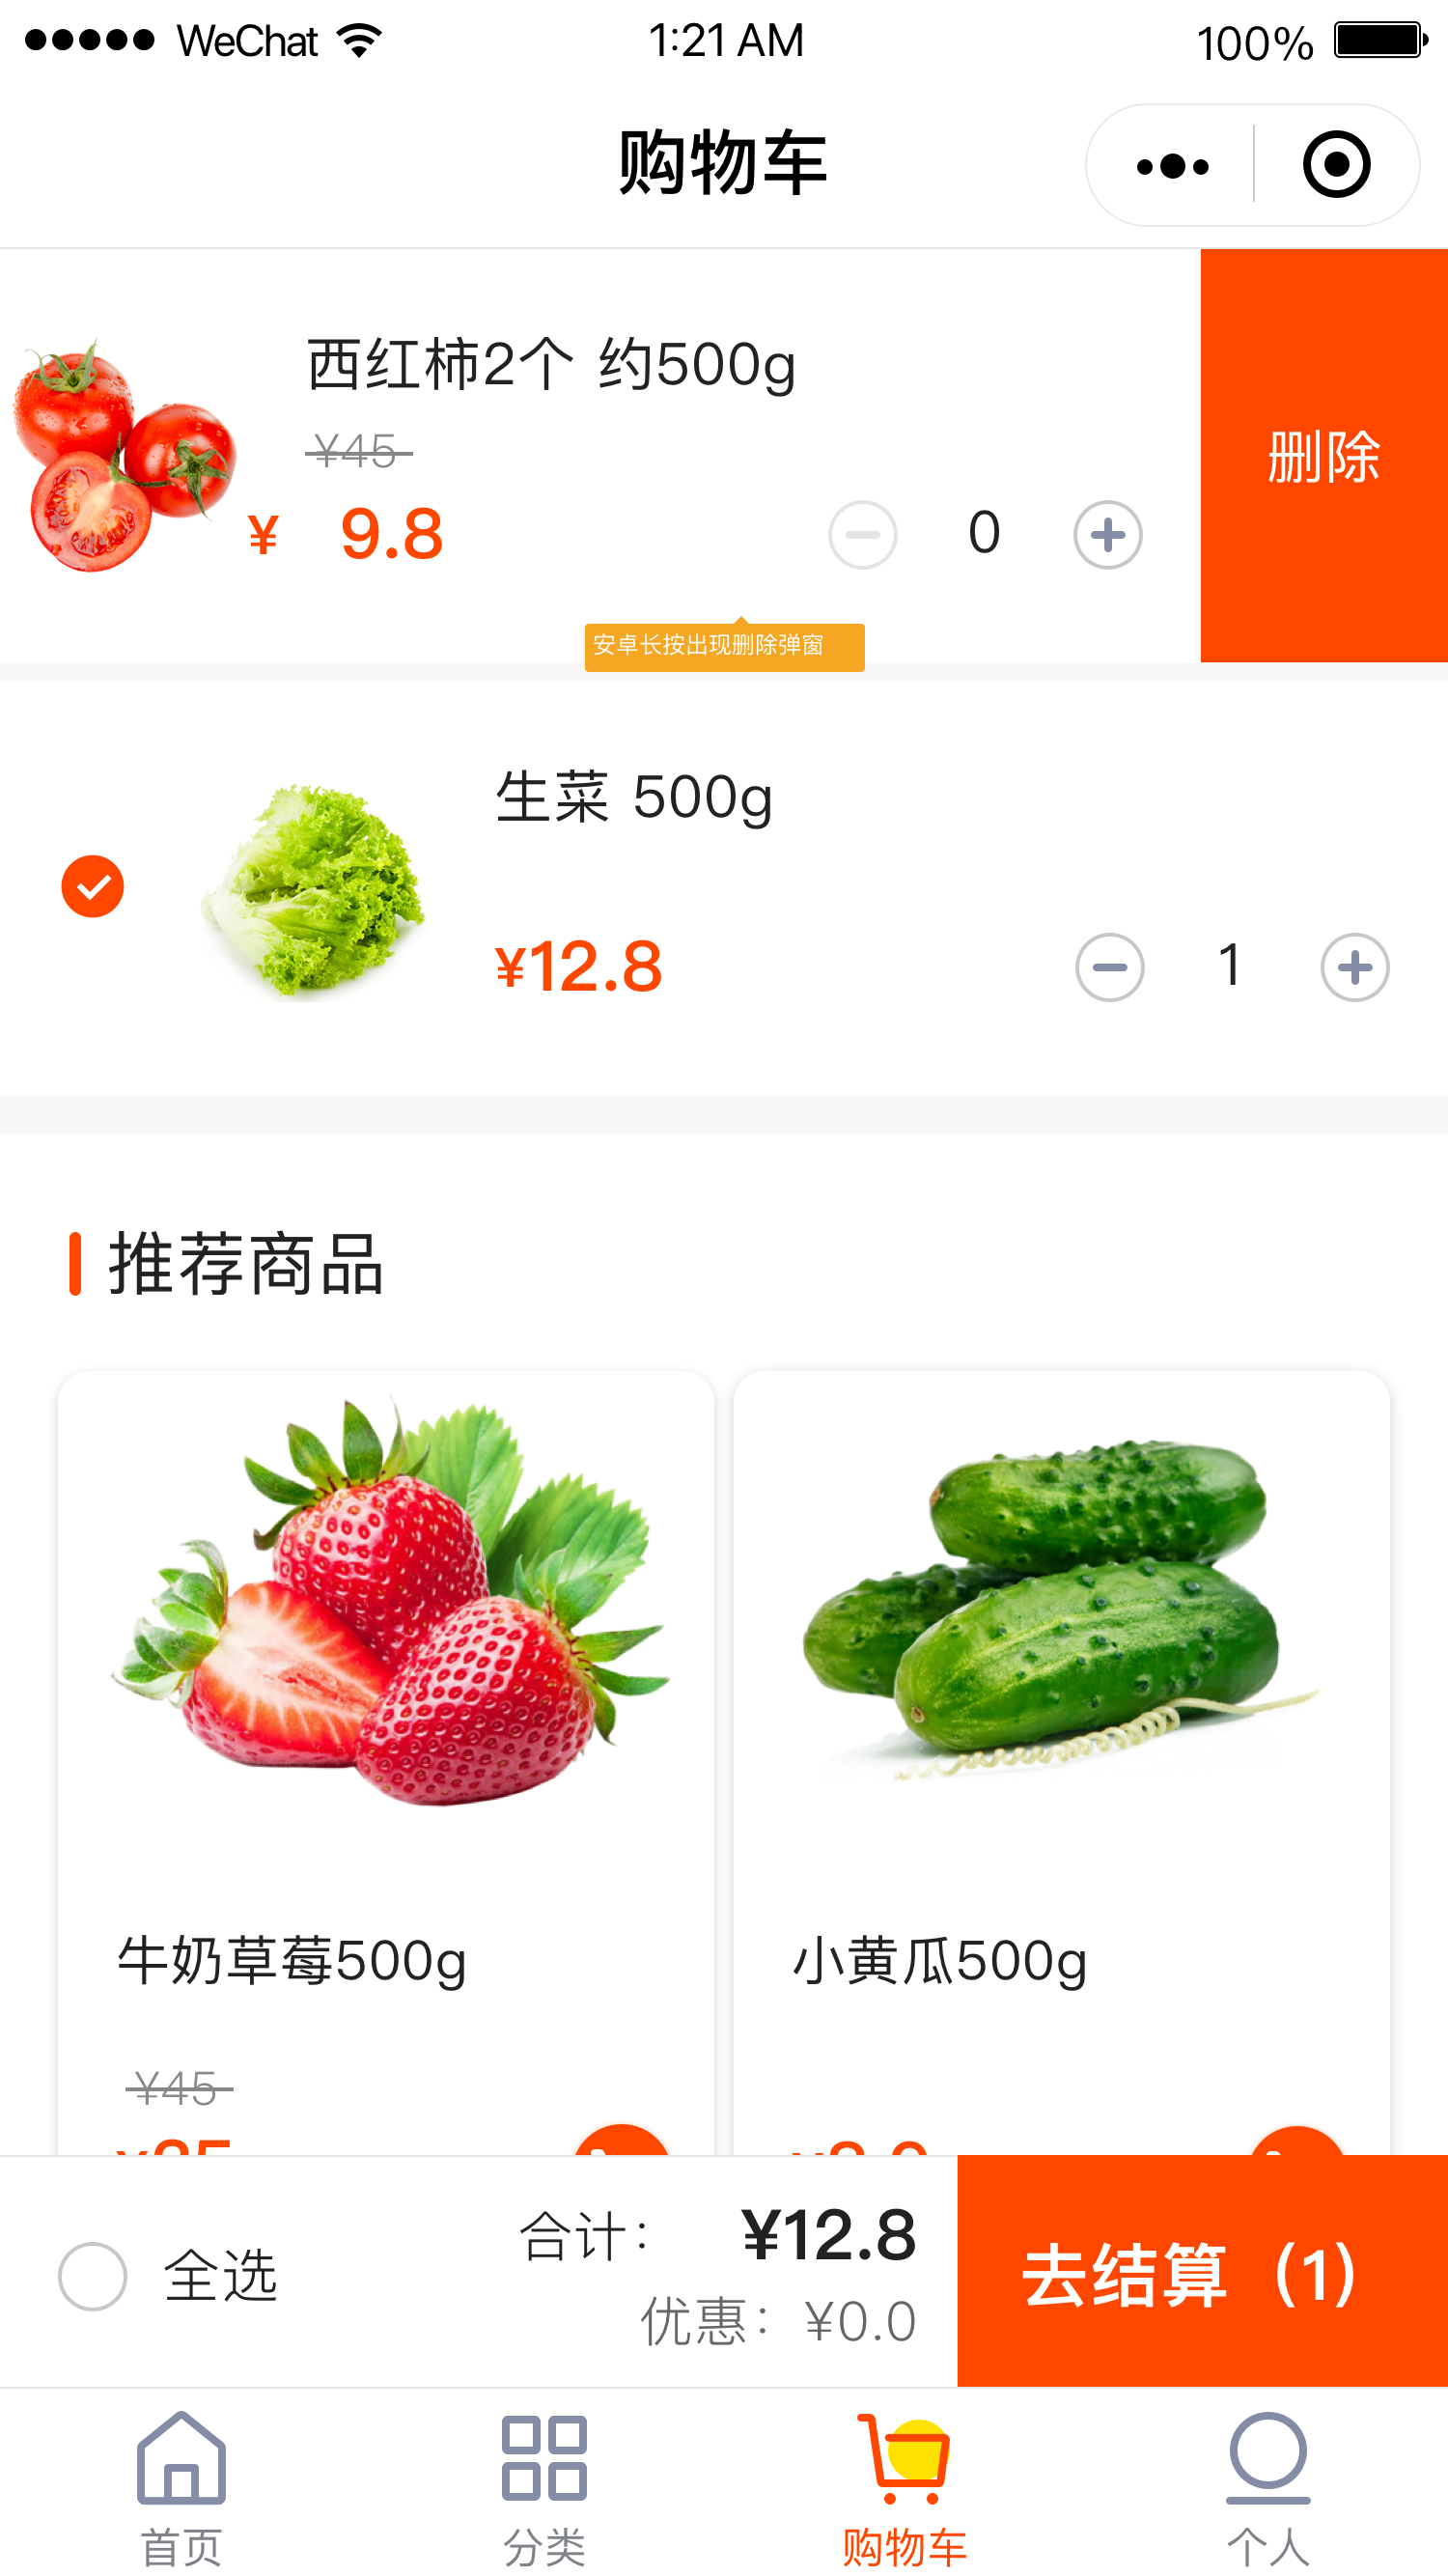 WeChat 1:21 AM 100%
购物车
西红柿2个 约500g
¥45
¥ 9.8
0
删除
安卓长按出现删除弹窗
生菜 500g
¥12.8
1
推荐商品
牛奶草莓500g
小黄瓜500g
¥45
合计： ¥12.8
优惠：¥0.0
全选
去结算（1）
首页
分类
购物车
个人